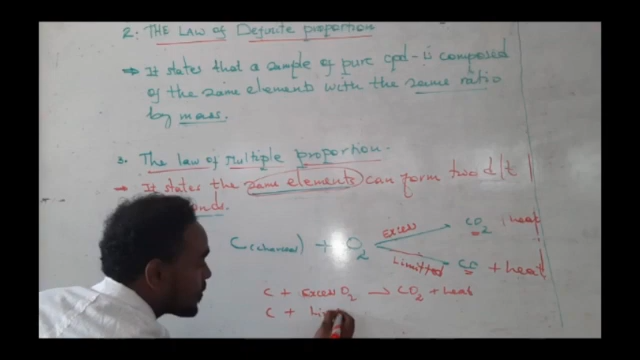 2. THE LAW of Definite proportion
⇒ It states that a sample of pure cpd- is composed
of the same elements with the same ratio
by mass.
3. The law of multiple proportion.
→ It states the same elements can form two d/t
C(charcoal) + O2
Excess
CO2 + heat
Limitted
CO + heat
C + Excess O2 → CO2 + heat
C + Li